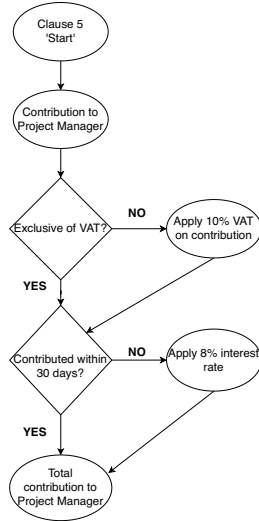 Clause 5
'Start'
Contribution to
Project Manager
Exclusive of VAT?
NO
Apply 10% VAT
on contribution
YES
Contributed within
30 days?
NO
Apply 8% interest
rate
YES
Total
contribution to
Project Manager